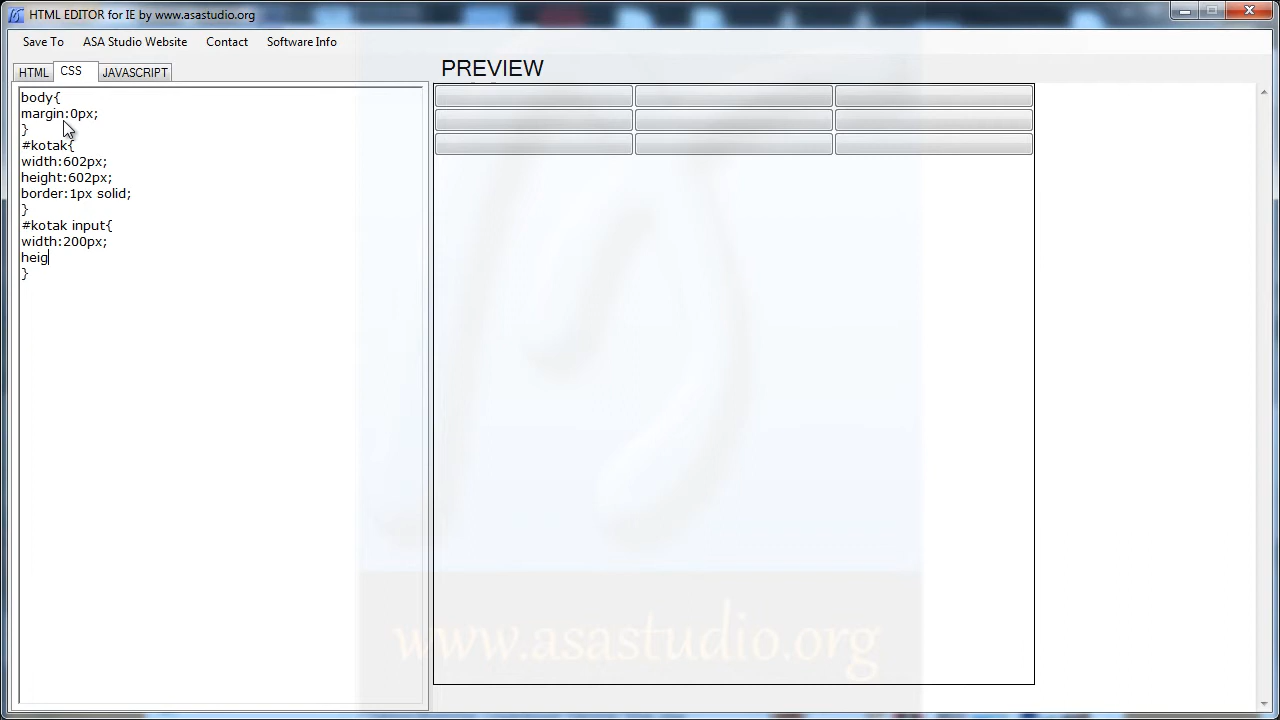 HTML EDITOR for IE by www.asastudio.org
Save To ASA Studio Website Contact Software Info
HTML CSS JAVASCRIPT
PREVIEW
body{
margin:0px;
}
#kotak{
width:602px;
height:602px;
border:1px solid;
}
#kotak input{
width:200px;
heig
}
www.asastudio.org